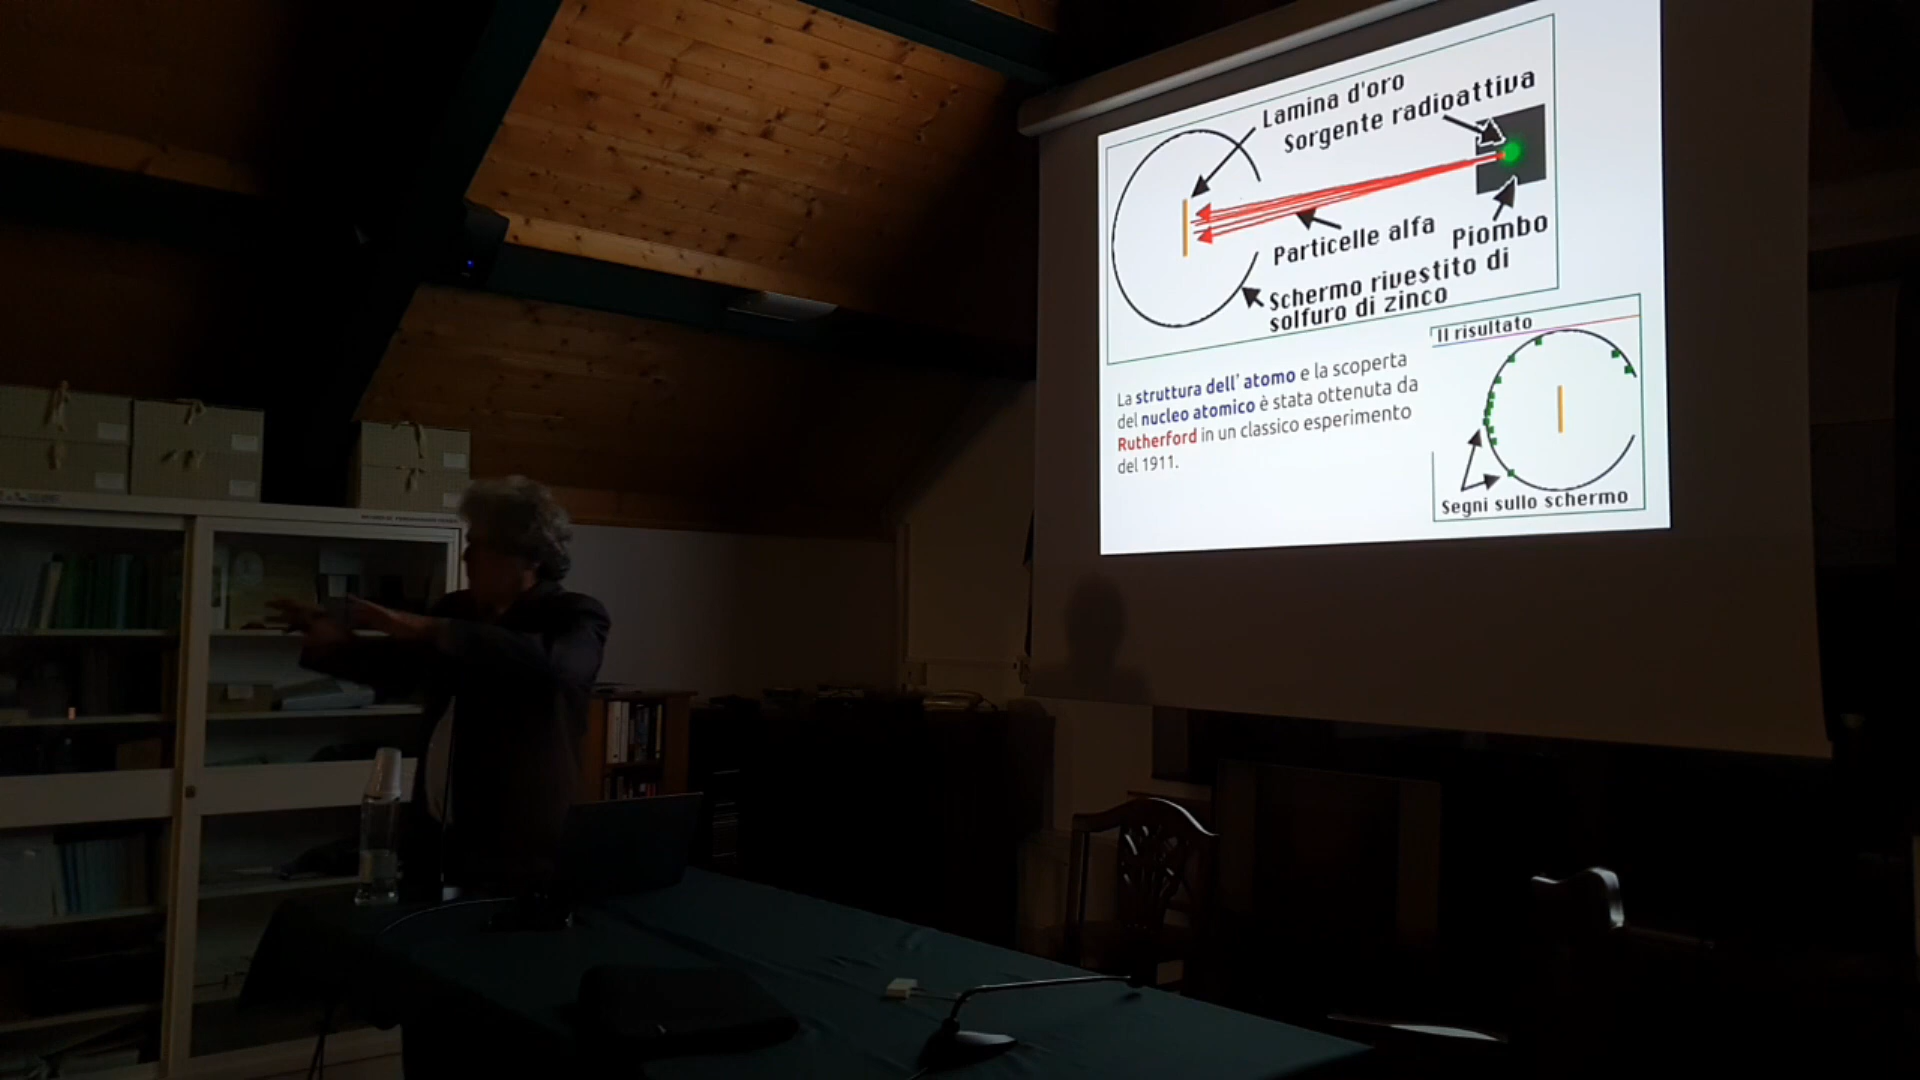 Lamina d'oro
Sorgente radioattiva
Particelle alfa
Piombo
Schermo rivestito di
solfuro di zinco
La struttura dell' atomo e la scoperta
del nucleo atomico è stata ottenuta da
Rutherford in un classico esperimento
del 1911.
Il risultato
Segni sullo schermo